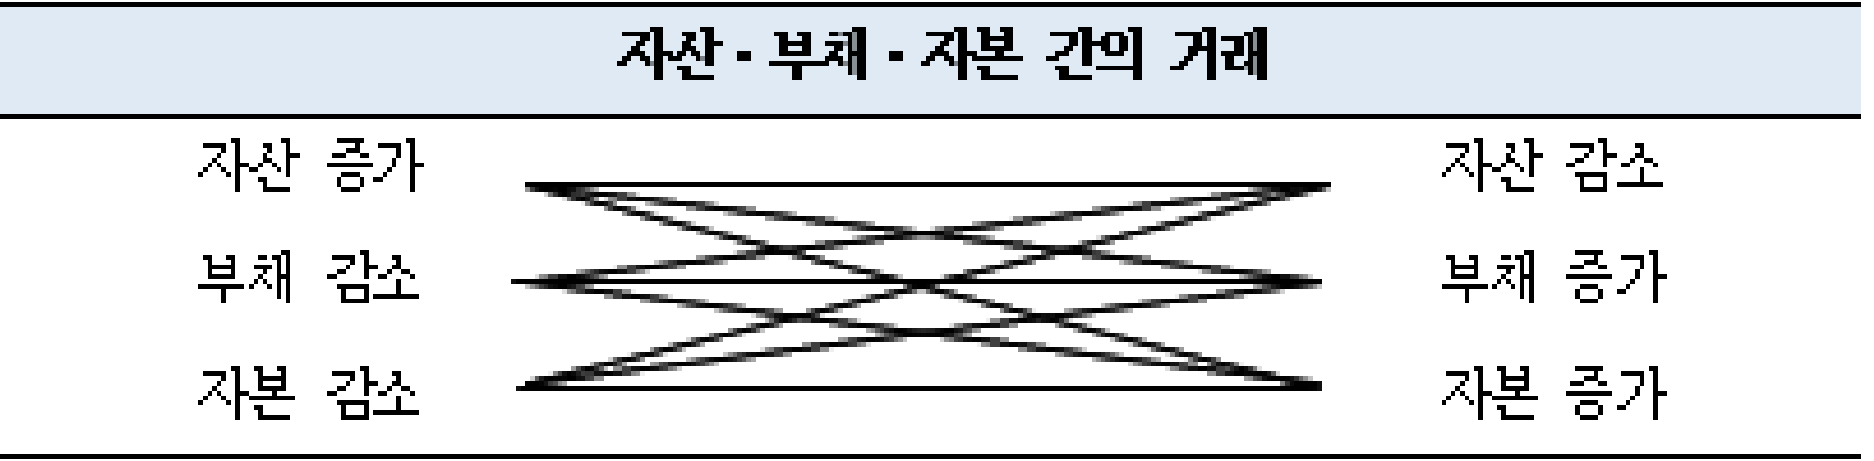 자산 · 부채 · 자본 간의 거래
자산 증가 자산 감소
부채 감소 부채 증가
자본 감소 자본 증가